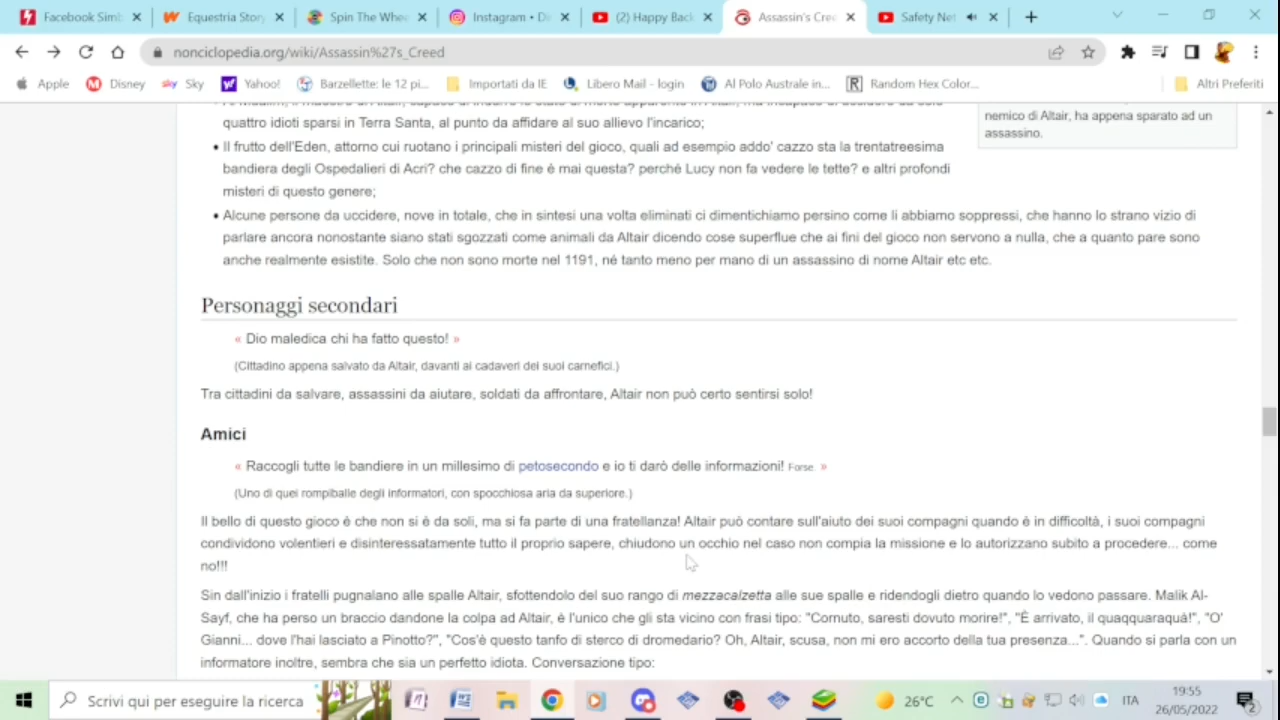 Facebook Simb
Equestria Story
Spin The Whee
Instagram • Di
(2) Happy Back
Assassin's Cree
Safety Net
nonciclopedia.org/wiki/Assassin%27s_Creed
Apple
Disney
Sky
Yahoo!
Barzellette: le 12 pi...
Importati da IE
Libero Mail - login
Al Polo Australe in...
Random Hex Color...
Altri Preferiti
quattro idioti sparsi in Terra Santa, al punto da affidare al suo allievo l'incarico;
nemico di Altair, ha appena sparato ad un
assassino.
• Il frutto dell'Eden, attorno cui ruotano i principali misteri del gioco, quali ad esempio addo' cazzo sta la trentatreesima
bandiera degli Ospedalieri di Acri? che cazzo di fine è mai questa? perché Lucy non fa vedere le tette? e altri profondi
misteri di questo genere;
• Alcune persone da uccidere, nove in totale, che in sintesi una volta eliminati ci dimentichiamo persino come li abbiamo soppressi, che hanno lo strano vizio di
parlare ancora nonostante siano stati sgozzati come animali da Altair dicendo cose superflue che ai fini del gioco non servono a nulla, che a quanto pare sono
anche realmente esistite. Solo che non sono morte nel 1191, né tanto meno per mano di un assassino di nome Altair etc etc.
Personaggi secondari
« Dio maledica chi ha fatto questo! »
(Cittadino appena salvato da Altair, davanti ai cadaveri dei suoi carnefici.)
Tra cittadini da salvare, assassini da aiutare, soldati da affrontare, Altair non può certo sentirsi solo!
Amici
« Raccogli tutte le bandiere in un millesimo di petosecondo e io ti darò delle informazioni! Forse. »
(Uno di quei rompiballe degli informatori, con spocchiosa aria da superiore.)
Il bello di questo gioco è che non si è da soli, ma si fa parte di una fratellanza! Altair può contare sull'aiuto dei suoi compagni quando è in difficoltà, i suoi compagni
condividono volentieri e disinteressatamente tutto il proprio sapere, chiudono un occhio nel caso non compia la missione e lo autorizzano subito a procedere... come
no!!!
Sin dall'inizio i fratelli pugnalano alle spalle Altair, sfottendolo del suo rango di mezzacalzetta alle sue spalle e ridendogli dietro quando lo vedono passare. Malik Al-
Sayf, che ha perso un braccio dandone la colpa ad Altair, è l'unico che gli sta vicino con frasi tipo: "Cornuto, saresti dovuto morire!", "È arrivato, il quaqquaraquà!", "O'
Gianni... dove l'hai lasciato a Pinotto?", "Cos'è questo tanfo di sterco di dromedario? Oh, Altair, scusa, non mi ero accorto della tua presenza...". Quando si parla con un
informatore inoltre, sembra che sia un perfetto idiota. Conversazione tipo:
Scrivi qui per eseguire la ricerca
26°C
ITA
19:55
26/05/2022
2